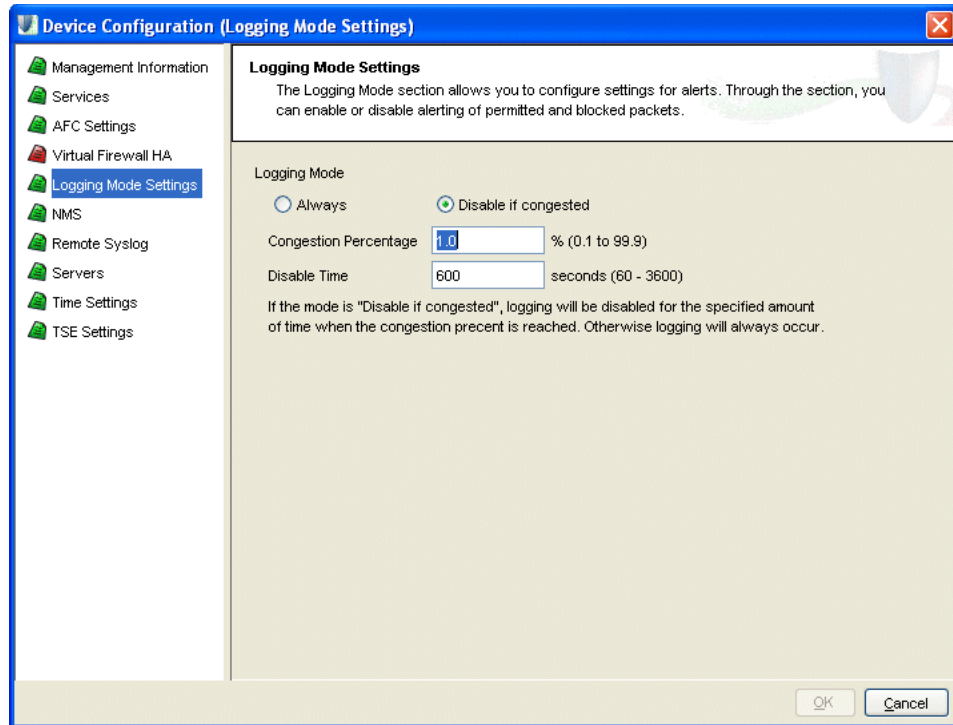 Device Configuration (Logging Mode Settings)
Management Information
Services
AFC Settings
Virtual Firewall HA
Logging Mode Settings
NMS
Remote Syslog
Servers
Time Settings
TSE Settings
Logging Mode Settings
The Logging Mode section allows you to configure settings for alerts. Through the section, you
can enable or disable alerting of permitted and blocked packets.
Logging Mode
Always
Disable if congested
Congestion Percentage 1.0 % (0.1 to 99.9)
Disable Time 600 seconds (60 - 3600)
If the mode is "Disable if congested", logging will be disabled for the specified amount
of time when the congestion precent is reached. Otherwise logging will always occur.
OK
Cancel